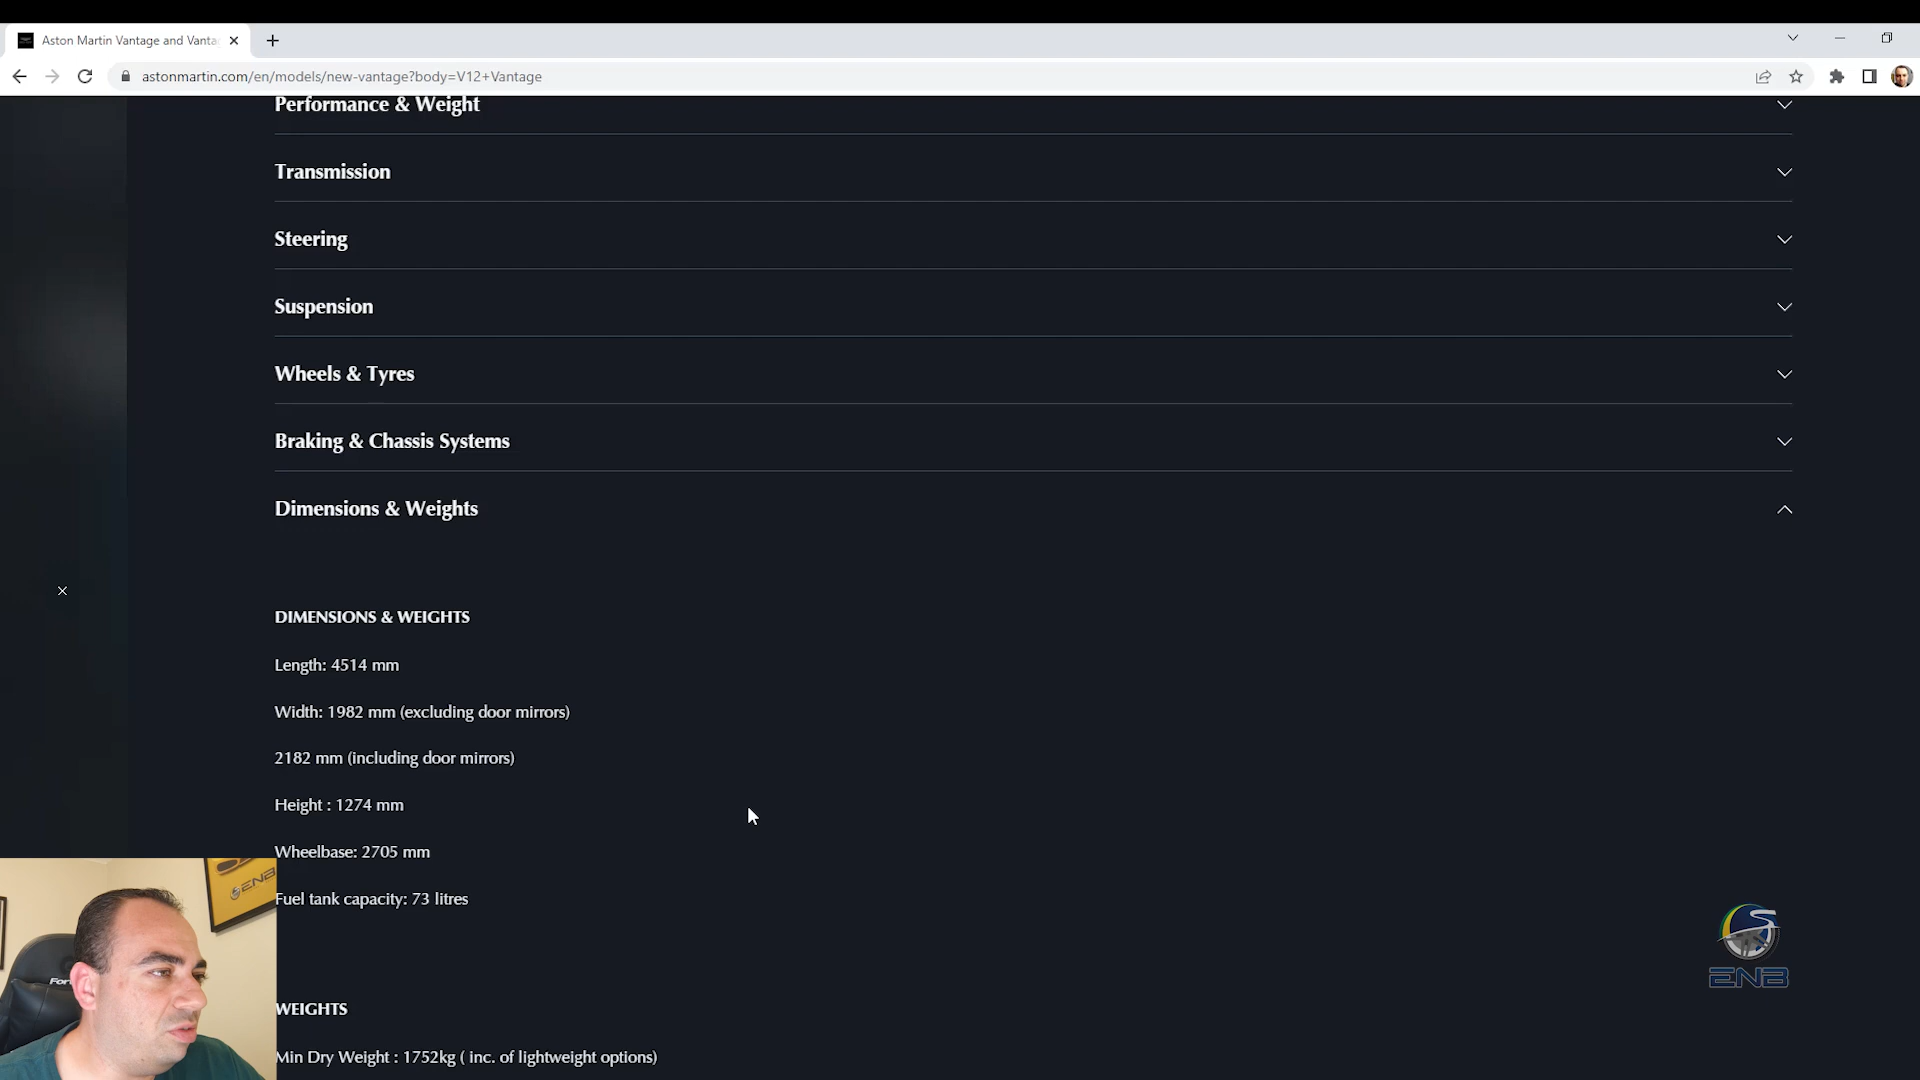 Aston Martin Vantage and Vanta
astonmartin.com/en/models/new-vantage?body=V12+Vantage
Performance & Weight
Transmission
Steering
Suspension
Wheels & Tyres
Braking & Chassis Systems
Dimensions & Weights
DIMENSIONS & WEIGHTS
Length: 4514 mm
Width: 1982 mm (excluding door mirrors)
2182 mm (including door mirrors)
Height : 1274 mm
Wheelbase: 2705 mm
Fuel tank capacity: 73 litres
WEIGHTS
Min Dry Weight : 1752kg ( inc. of lightweight options)
ENB
ENB